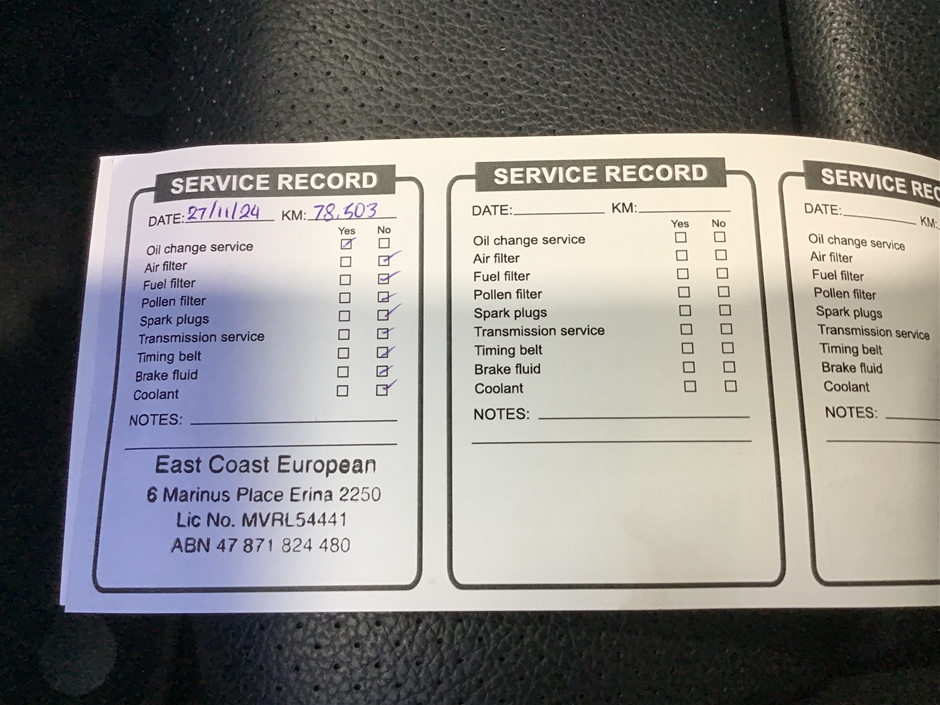 SERVICE RECORD
DATE: 27/11/24 KM: 78,503
Yes No
Oil change service
Air filter
Fuel filter
Pollen filter
Spark plugs
Transmission service
Timing belt
Brake fluid
Coolant
NOTES:
East Coast European
6 Marinus Place Erina 2250
Lic No. MVRL54441
ABN 47 871 824 480
SERVICE RECORD
DATE: KM:
Yes No
Oil change service
Air filter
Fuel filter
Pollen filter
Spark plugs
Transmission service
Timing belt
Brake fluid
Coolant
NOTES:
SERVICE REC
DATE: KM:
Oil change service
Air filter
Fuel filter
Pollen filter
Spark plugs
Transmission service
Timing belt
Brake fluid
Coolant
NOTES: